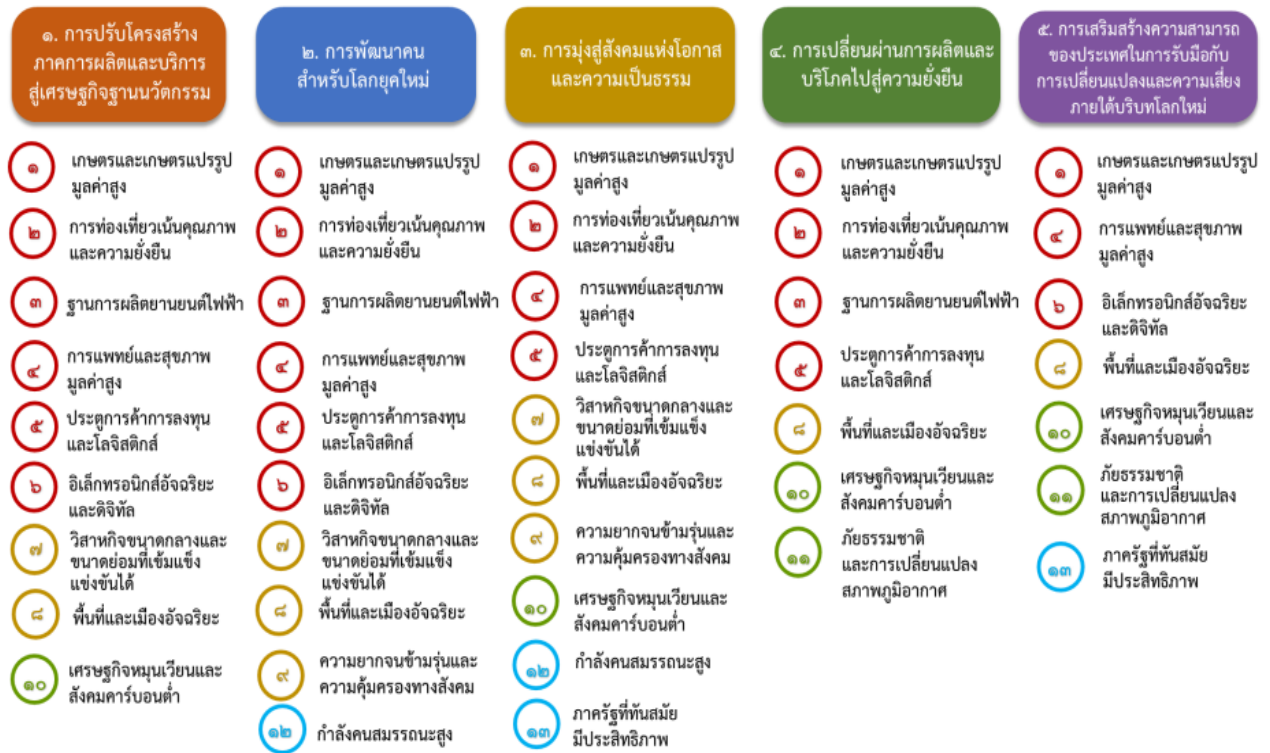 ๑. การปรับโครงสร้าง
ภาคการผลิตและบริการ
สู่เศรษฐกิจฐานนวัตกรรม
๑
เกษตรและเกษตรแปรรูป
มูลค่าสูง
๒
การท่องเที่ยวเน้นคุณภาพ
และความยั่งยืน
๓
ฐานการผลิตยานยนต์ไฟฟ้า
๔
การแพทย์และสุขภาพ
มูลค่าสูง
๕
ประตูการค้าการลงทุน
และโลจิสติกส์
๖
อิเล็กทรอนิกส์อัจฉริยะ
และดิจิทัล
๗
วิสาหกิจขนาดกลางและ
ขนาดย่อมที่เข้มแข็ง
แข่งขันได้
๘
พื้นที่และเมืองอัจฉริยะ
๑๐
เศรษฐกิจหมุนเวียนและ
สังคมคาร์บอนต่ำ
๒. การพัฒนาคน
สำหรับโลกยุคใหม่
๑
เกษตรและเกษตรแปรรูป
มูลค่าสูง
๒
การท่องเที่ยวเน้นคุณภาพ
และความยั่งยืน
๓
ฐานการผลิตยานยนต์ไฟฟ้า
๔
การแพทย์และสุขภาพ
มูลค่าสูง
๕
ประตูการค้าการลงทุน
และโลจิสติกส์
๖
อิเล็กทรอนิกส์อัจฉริยะ
และดิจิทัล
๗
วิสาหกิจขนาดกลางและ
ขนาดย่อมที่เข้มแข็ง
แข่งขันได้
๘
พื้นที่และเมืองอัจฉริยะ
๙
ความยากจนข้ามรุ่นและ
ความคุ้มครองทางสังคม
๑๒
กำลังคนสมรรถนะสูง
๓. การมุ่งสู่สังคมแห่งโอกาส
และความเป็นธรรม
๑
เกษตรและเกษตรแปรรูป
มูลค่าสูง
๒
การท่องเที่ยวเน้นคุณภาพ
และความยั่งยืน
๔
การแพทย์และสุขภาพ
มูลค่าสูง
๕
ประตูการค้าการลงทุน
และโลจิสติกส์
๗
วิสาหกิจขนาดกลางและ
ขนาดย่อมที่เข้มแข็ง
แข่งขันได้
๘
พื้นที่และเมืองอัจฉริยะ
๙
ความยากจนข้ามรุ่นและ
ความคุ้มครองทางสังคม
๑๐
เศรษฐกิจหมุนเวียนและ
สังคมคาร์บอนต่ำ
๑๒
กำลังคนสมรรถนะสูง
๑๓
ภาครัฐที่ทันสมัย
มีประสิทธิภาพ
๔. การเปลี่ยนผ่านการผลิตและ
บริโภคไปสู่ความยั่งยืน
๑
เกษตรและเกษตรแปรรูป
มูลค่าสูง
๒
การท่องเที่ยวเน้นคุณภาพ
และความยั่งยืน
๓
ฐานการผลิตยานยนต์ไฟฟ้า
๕
ประตูการค้าการลงทุน
และโลจิสติกส์
๘
พื้นที่และเมืองอัจฉริยะ
๑๐
เศรษฐกิจหมุนเวียนและ
สังคมคาร์บอนต่ำ
๑๑
ภัยธรรมชาติ
และการเปลี่ยนแปลง
สภาพภูมิอากาศ
๕. การเสริมสร้างความสามารถ
ของประเทศในการรับมือกับ
การเปลี่ยนแปลงและความเสี่ยง
ภายใต้บริบทโลกใหม่
๑
เกษตรและเกษตรแปรรูป
มูลค่าสูง
๔
การแพทย์และสุขภาพ
มูลค่าสูง
๖
อิเล็กทรอนิกส์อัจฉริยะ
และดิจิทัล
๘
พื้นที่และเมืองอัจฉริยะ
๑๐
เศรษฐกิจหมุนเวียนและ
สังคมคาร์บอนต่ำ
๑๑
ภัยธรรมชาติ
และการเปลี่ยนแปลง
สภาพภูมิอากาศ
๑๓
ภาครัฐที่ทันสมัย
มีประสิทธิภาพ